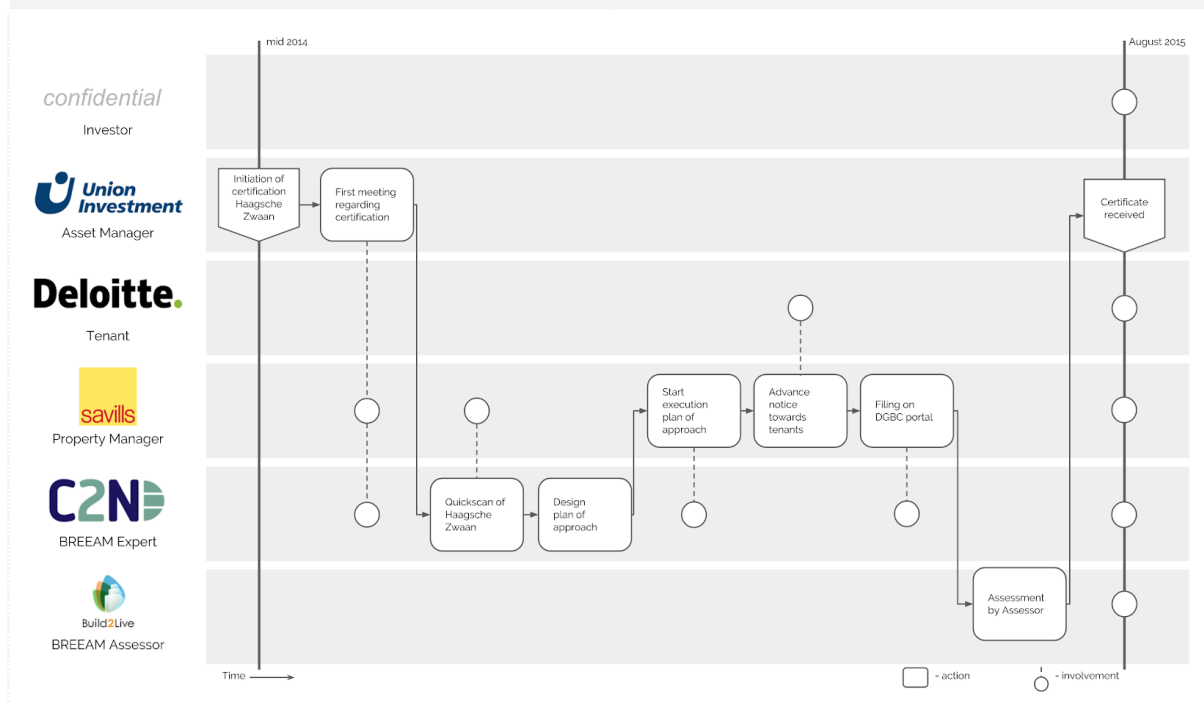 mid 2014
August 2015
confidential
Investor
Union
Investment
Asset Manager
Initiation of
certification
Haagsche
Zwaan
First meeting
regarding
certification
Certificate
received
Deloitte.
Tenant
savills
Property Manager
Start
execution
plan of
approach
Advance
notice
towards
tenants
Filing on
DGBC portal
C2N
BREEAM Expert
Quickscan of
Haagsche
Zwaan
Design
plan of
approach
Build2Live
BREEAM Assessor
Assessment
by Assessor
Time
- action
- involvement